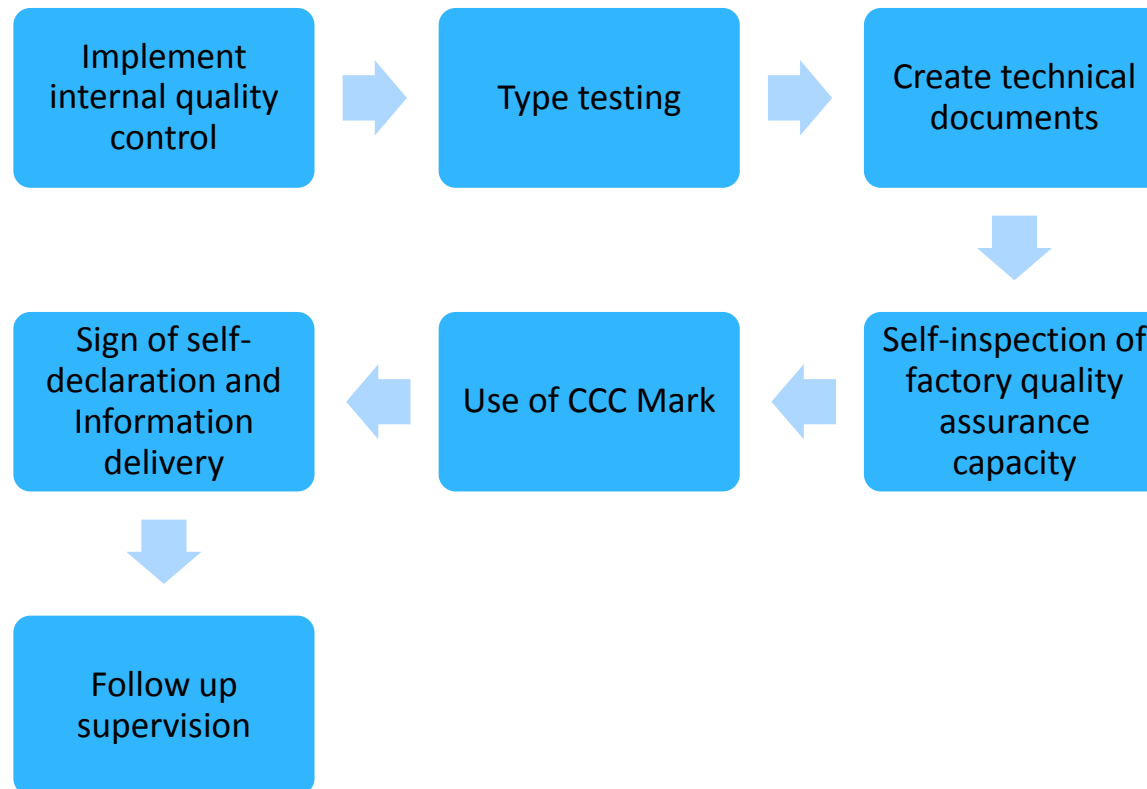 Implement
internal quality
control
Type testing
Create technical
documents
Self-inspection of
factory quality
assurance
capacity
Use of CCC Mark
Sign of self-
declaration and
Information
delivery
Follow up
supervision